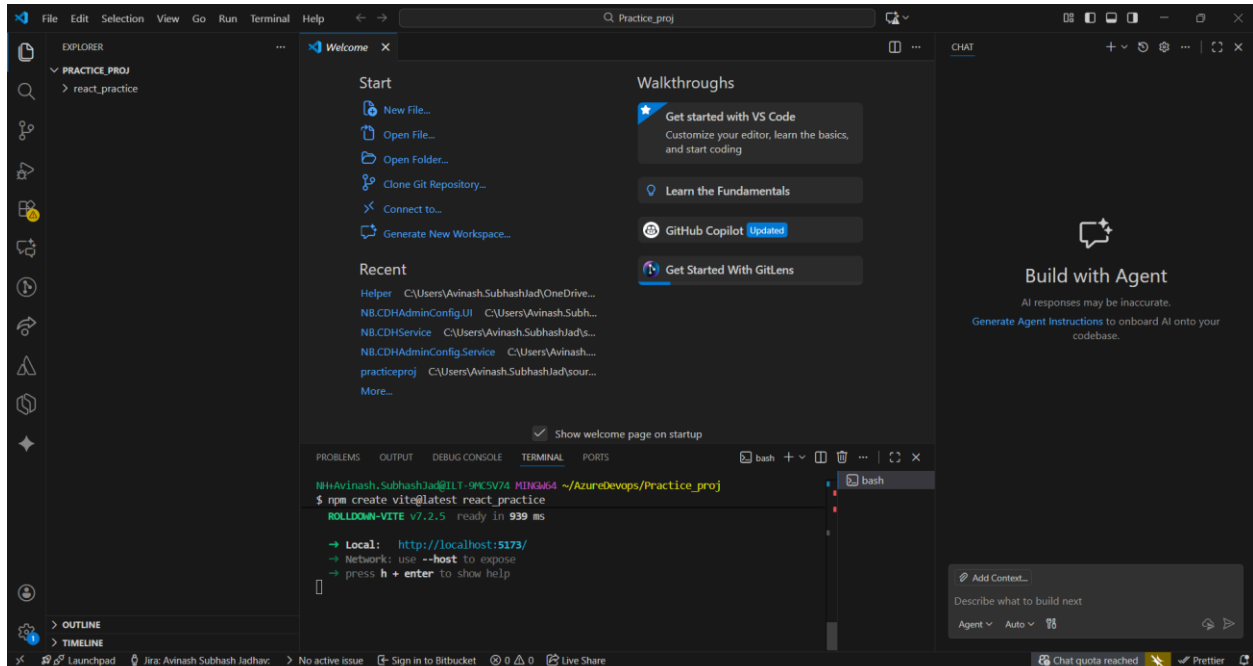 File Edit Selection View Go Run Terminal Help
Practice_proj
EXPLORER
PRACTICE_PROJ
react_practice
OUTLINE
TIMELINE
Welcome
Start
New File...
Open File...
Open Folder...
Clone Git Repository...
Connect to...
Generate New Workspace...
Recent
Helper C:\Users\Avinash.SubhashJad\OneDrive...
NB.CDHAdminConfig.UI C:\Users\Avinash.Subh...
NB.CDHService C:\Users\Avinash.SubhashJad\s...
NB.CDHAdminConfig.Service C:\Users\Avinash....
practiceproj C:\Users\Avinash.SubhashJad\sour...
More...
Walkthroughs
Get started with VS Code
Customize your editor, learn the basics,
and start coding
Learn the Fundamentals
GitHub Copilot Updated
Get Started With GitLens
Show welcome page on startup
PROBLEMS OUTPUT DEBUG CONSOLE TERMINAL PORTS
bash
bash
NH+Avinash.SubhashJad@ILT-9MC5V74 MINGW64 ~/AzureDevops/Practice_proj
$ npm create vite@latest react_practice
ROLLDOWN-VITE v7.2.5 ready in 939 ms
→ Local: http://localhost:5173/
→ Network: use --host to expose
→ press h + enter to show help
CHAT
Build with Agent
AI responses may be inaccurate.
Generate Agent Instructions to onboard AI onto your
codebase.
Add Context...
Describe what to build next
Agent Auto
Launchpad Jira: Avinash Subhash Jadhav: No active issue Sign in to Bitbucket 0 0 Live Share
Chat quota reached Prettier